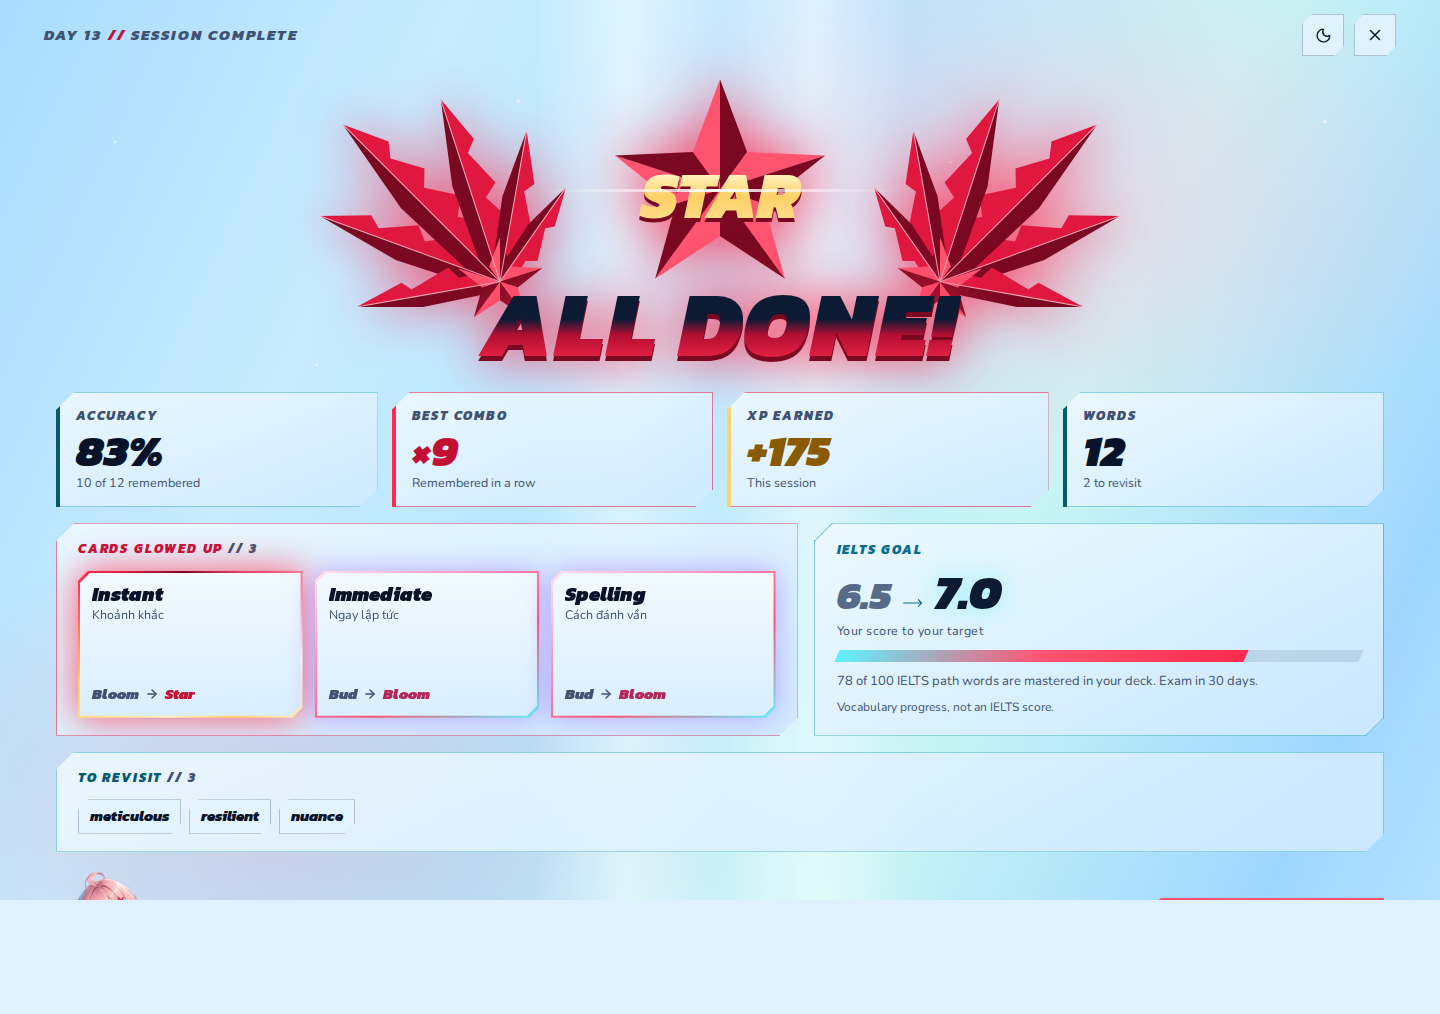 DAY 13 // SESSION COMPLETE
STAR
ALL DONE!
ACCURACY
83%
10 of 12 remembered
BEST COMBO
×9
Remembered in a row
XP EARNED
+175
This session
WORDS
12
2 to revisit
CARDS GLOWED UP // 3
Instant
Khoảnh khắc
Bloom → Star
Immediate
Ngay lập tức
Bud → Bloom
Spelling
Cách đánh vần
Bud → Bloom
IELTS GOAL
6.5 → 7.0
Your score to your target
78 of 100 IELTS path words are mastered in your deck. Exam in 30 days.
Vocabulary progress, not an IELTS score.
TO REVISIT // 3
meticulous
resilient
nuance